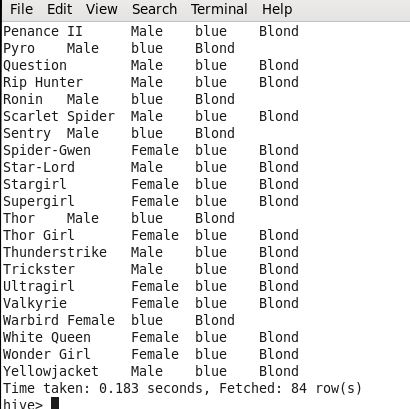 File Edit View Search Terminal Help
Penance II Male blue Blond
Pyro Male blue Blond
Question Male blue Blond
Rip Hunter Male blue Blond
Ronin Male blue Blond
Scarlet Spider Male blue Blond
Sentry Male blue Blond
Spider-Gwen Female blue Blond
Star-Lord Male blue Blond
Stargirl Female blue Blond
Supergirl Female blue Blond
Thor Male blue Blond
Thor Girl Female blue Blond
Thunderstrike Male blue Blond
Trickster Male blue Blond
Ultragirl Female blue Blond
Valkyrie Female blue Blond
Warbird Female blue Blond
White Queen Female blue Blond
Wonder Girl Female blue Blond
Yellowjacket Male blue Blond
Time taken: 0.183 seconds, Fetched: 84 row(s)
hive>